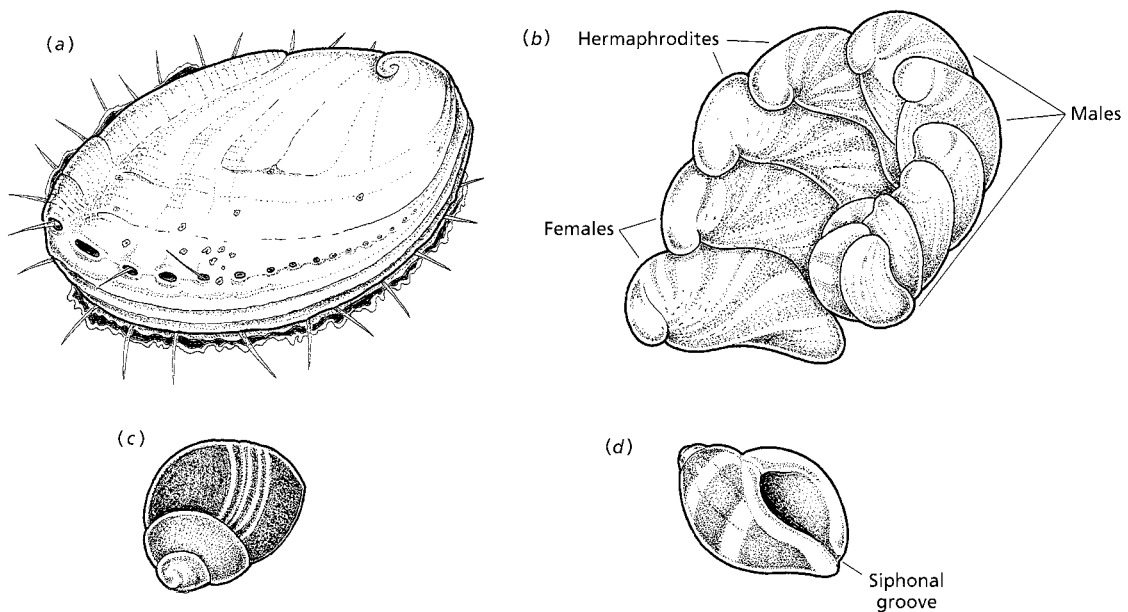 (a)
(b)
Hermaphrodites
Males
Females
(c)
(d)
Siphonal
groove